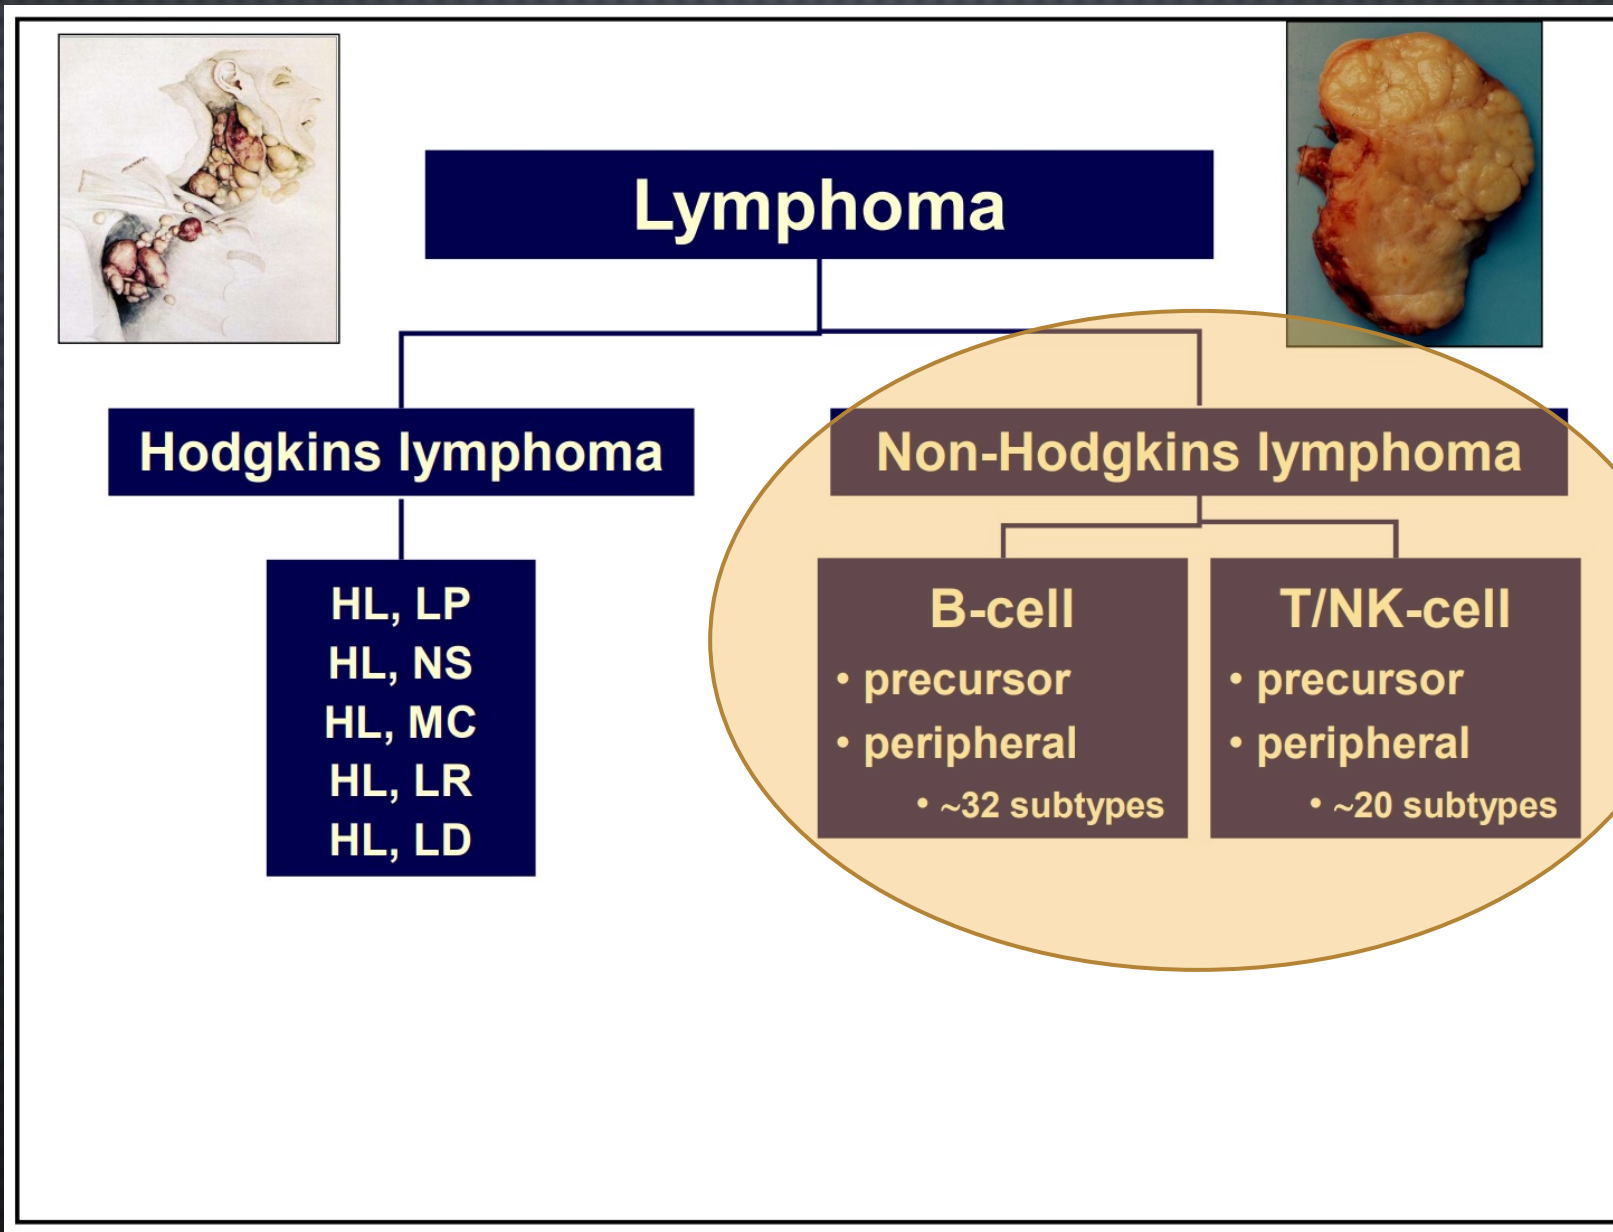 Lymphoma
Hodgkins lymphoma
HL, LP
HL, NS
HL, MC
HL, LR
HL, LD
Non-Hodgkins lymphoma
B-cell
• precursor
• peripheral
• ~32 subtypes
T/NK-cell
• precursor
• peripheral
• ~20 subtypes